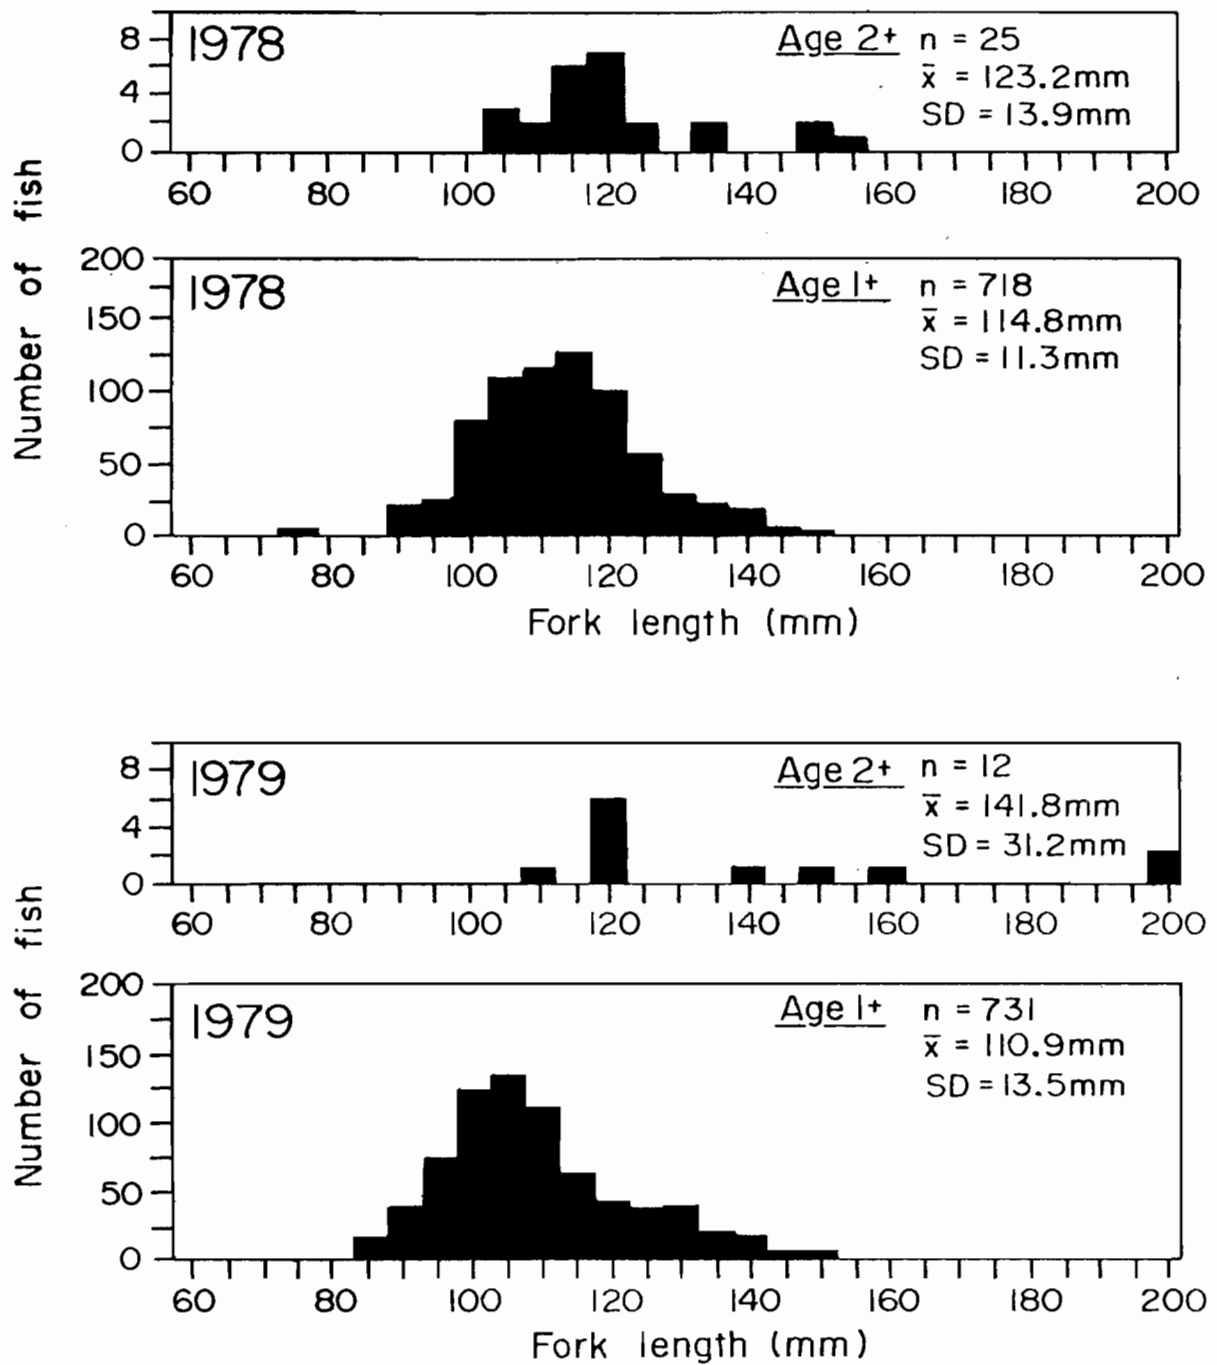 1978
Age 2+ n = 25
x̄ = 123.2mm
SD = 13.9mm
8
4
0
60 80 100 120 140 160 180 200
Number of fish
1978
Age 1+ n = 718
x̄ = 114.8mm
SD = 11.3mm
200
150
100
50
0
60 80 100 120 140 160 180 200
Fork length (mm)
1979
Age 2+ n = 12
x̄ = 141.8mm
SD = 31.2mm
8
4
0
60 80 100 120 140 160 180 200
Number of fish
1979
Age 1+ n = 731
x̄ = 110.9mm
SD = 13.5mm
200
150
100
50
0
60 80 100 120 140 160 180 200
Fork length (mm)